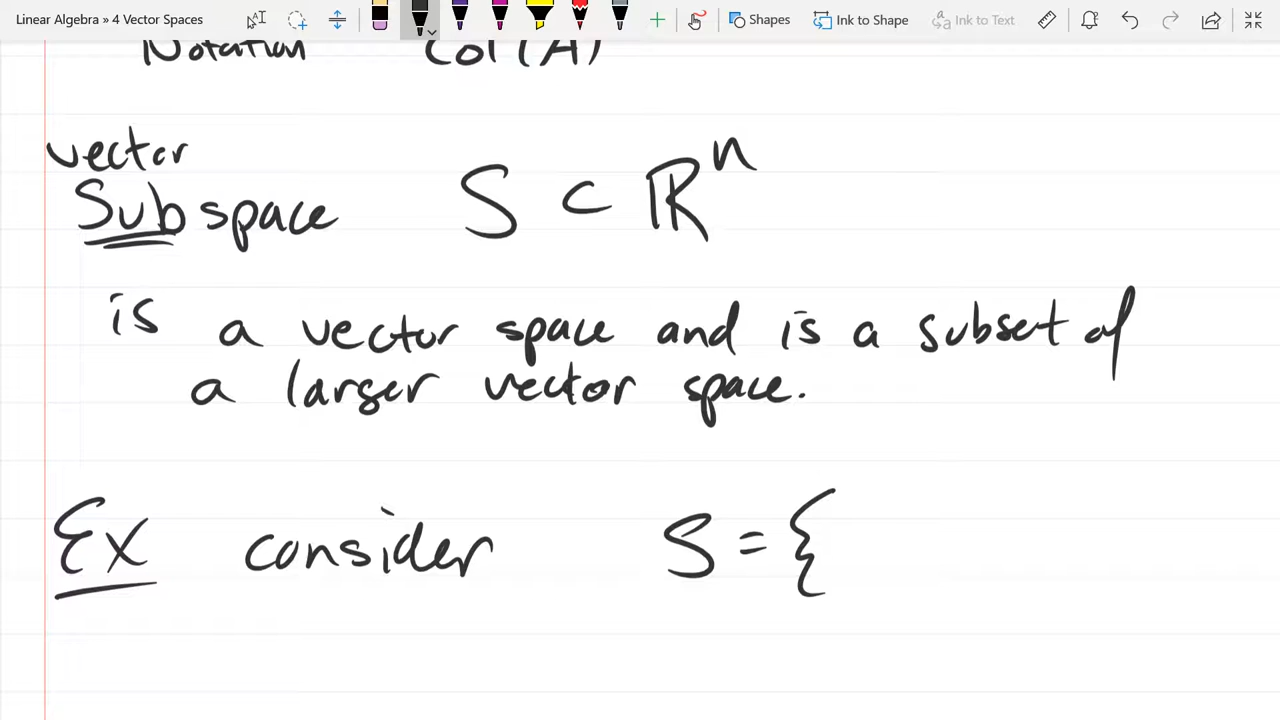 Linear Algebra » 4 Vector Spaces
Shapes
Ink to Shape
Ink to Text
Notation Col(A)
vector
Subspace S ⊂ ℝⁿ
is a vector space and is a subset of
a larger vector space.
Ex consider S = {